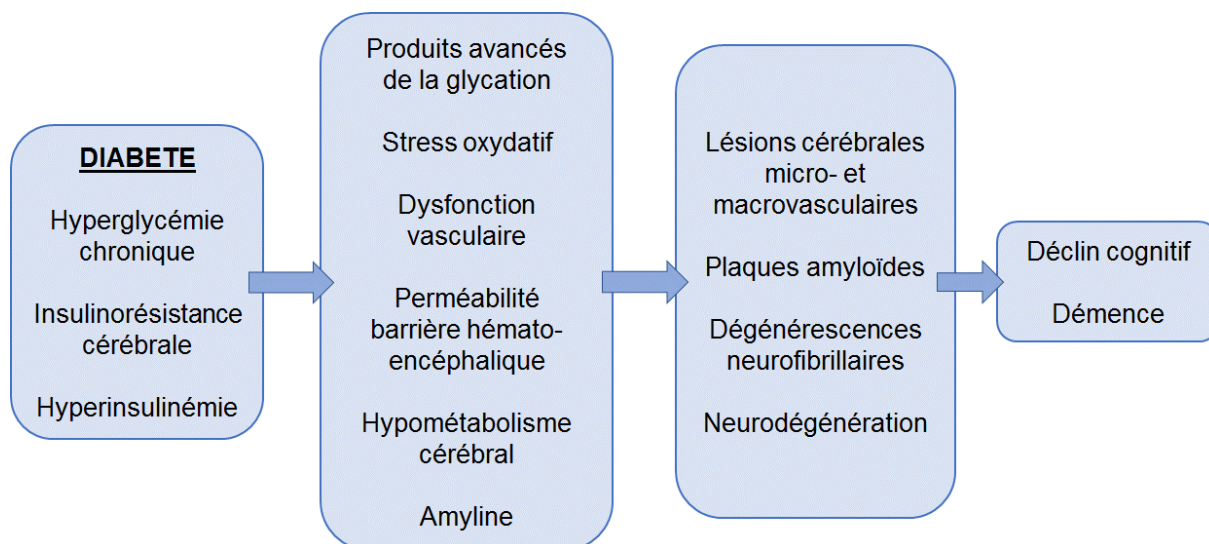 DIABETE
Hyperglycémie
chronique
Insulinorésistance
cérébrale
Hyperinsulinémie
Produits avancés
de la glycation
Stress oxydatif
Dysfonction
vasculaire
Perméabilité
barrière hémato-
encéphalique
Hypométabolisme
cérébral
Amyline
Lésions cérébrales
micro- et
macrovasculaires
Plaques amyloïdes
Dégénérescences
neurofibrillaires
Neurodégénération
Déclin cognitif
Démence